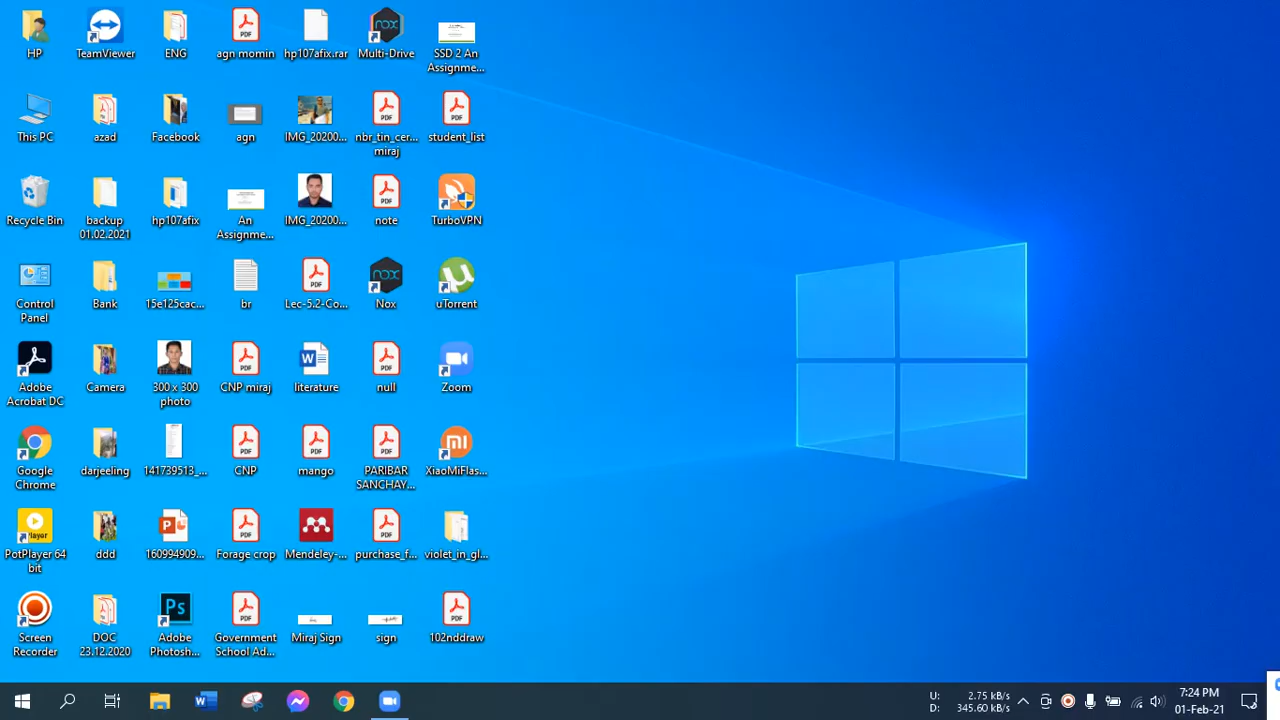 HP
TeamViewer
ENG
agn momin
hp107afix.rar
Multi-Drive
SSD 2 An
Assignme...
This PC
azad
Facebook
agn
IMG_20200...
nbr_tin_cer...
miraj
student_list
Recycle Bin
backup
01.02.2021
hp107afix
An
Assignme...
IMG_20200...
note
TurboVPN
Control
Panel
Bank
15e125cac...
br
Lec-5.2-Co...
Nox
uTorrent
Adobe
Acrobat DC
Camera
300 x 300
photo
CNP miraj
literature
null
Zoom
Google
Chrome
darjeeling
141739513_...
CNP
mango
PARIBAR
SANCHAY...
XiaoMiFlas...
PotPlayer 64
bit
ddd
160994909...
Forage crop
Mendeley-...
purchase_f...
violet_in_gl...
Screen
Recorder
DOC
23.12.2020
Adobe
Photosh...
Government
School Ad...
Miraj Sign
sign
102nddraw
U: 2.75 kB/s
D: 345.60 kB/s
7:24 PM
01-Feb-21